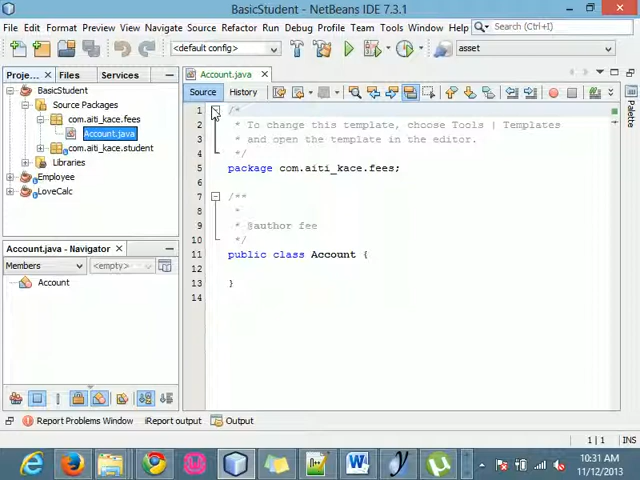 BasicStudent - NetBeans IDE 7.3.1
File Edit Format View Navigate Source Refactor Run Debug Profile Team Tools Window Help
Search (Ctrl+I)
<default config>
asset
Proje...
Files
Services
BasicStudent
Source Packages
com.aiti_kace.fees
Account.java
com.aiti_kace.student
Libraries
Employee
LoveCalc
Account.java - Navigator
Members
<empty>
Account
Account.java
Source
History
1 /*
2 * To change this template, choose Tools | Templates
3 * and open the template in the editor.
4 */
5 package com.aiti_kace.fees;
6
7 /**
8 *
9 * @author fee
10 */
11 public class Account {
12
13 }
14
Palette
Report Problems Window
iReport output
Output
1 | 1
INS
10:31 AM
11/12/2013